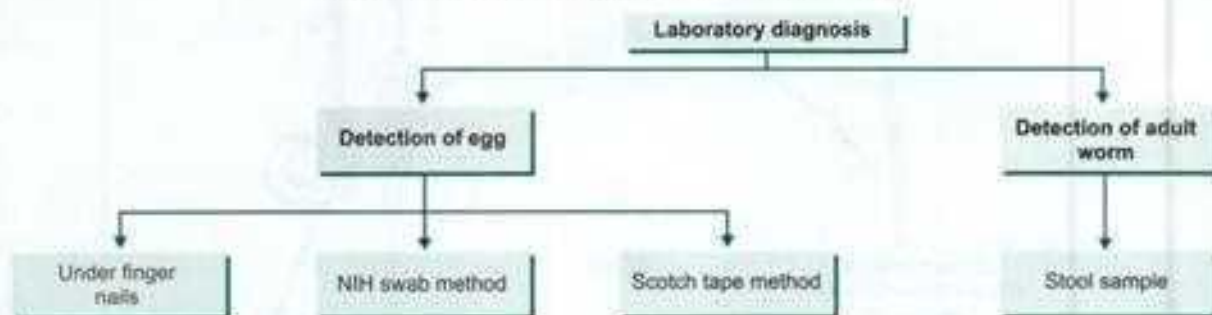 Laboratory diagnosis
Detection of egg
Detection of adult
worm
Under finger
nails
NIH swab method
Scotch tape method
Stool sample